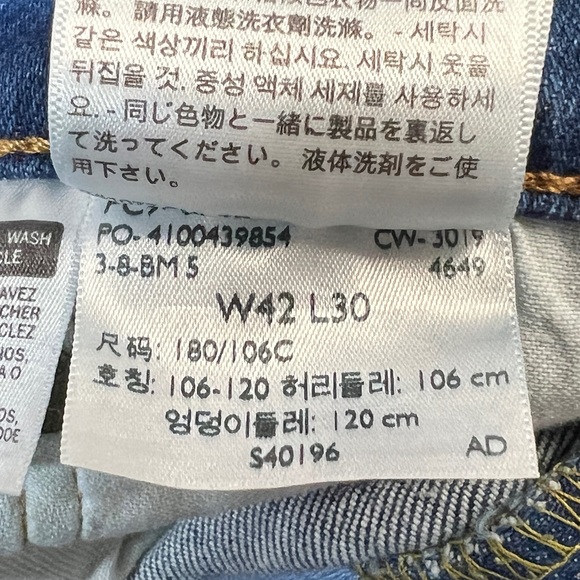 滌。請用液態洗衣劑洗滌。- 세탁시
같은 색상끼리 하십시요. 세탁시 옷을
뒤집을 것. 중성 액체 세제를 사용하세
요. - 同じ色物と一緒に製品を裏返し
て洗ってください。液体洗剤をご使
用下さい。
WASH
CLE
AVEZ
CHER
CLEZ
PO- 4100439854 CW- 3019
3-8-BM 5 4649
W42 L30
尺码: 180/106C
호칭: 106-120 허리둘레: 106 cm
엉덩이둘레: 120 cm
S40196 AD